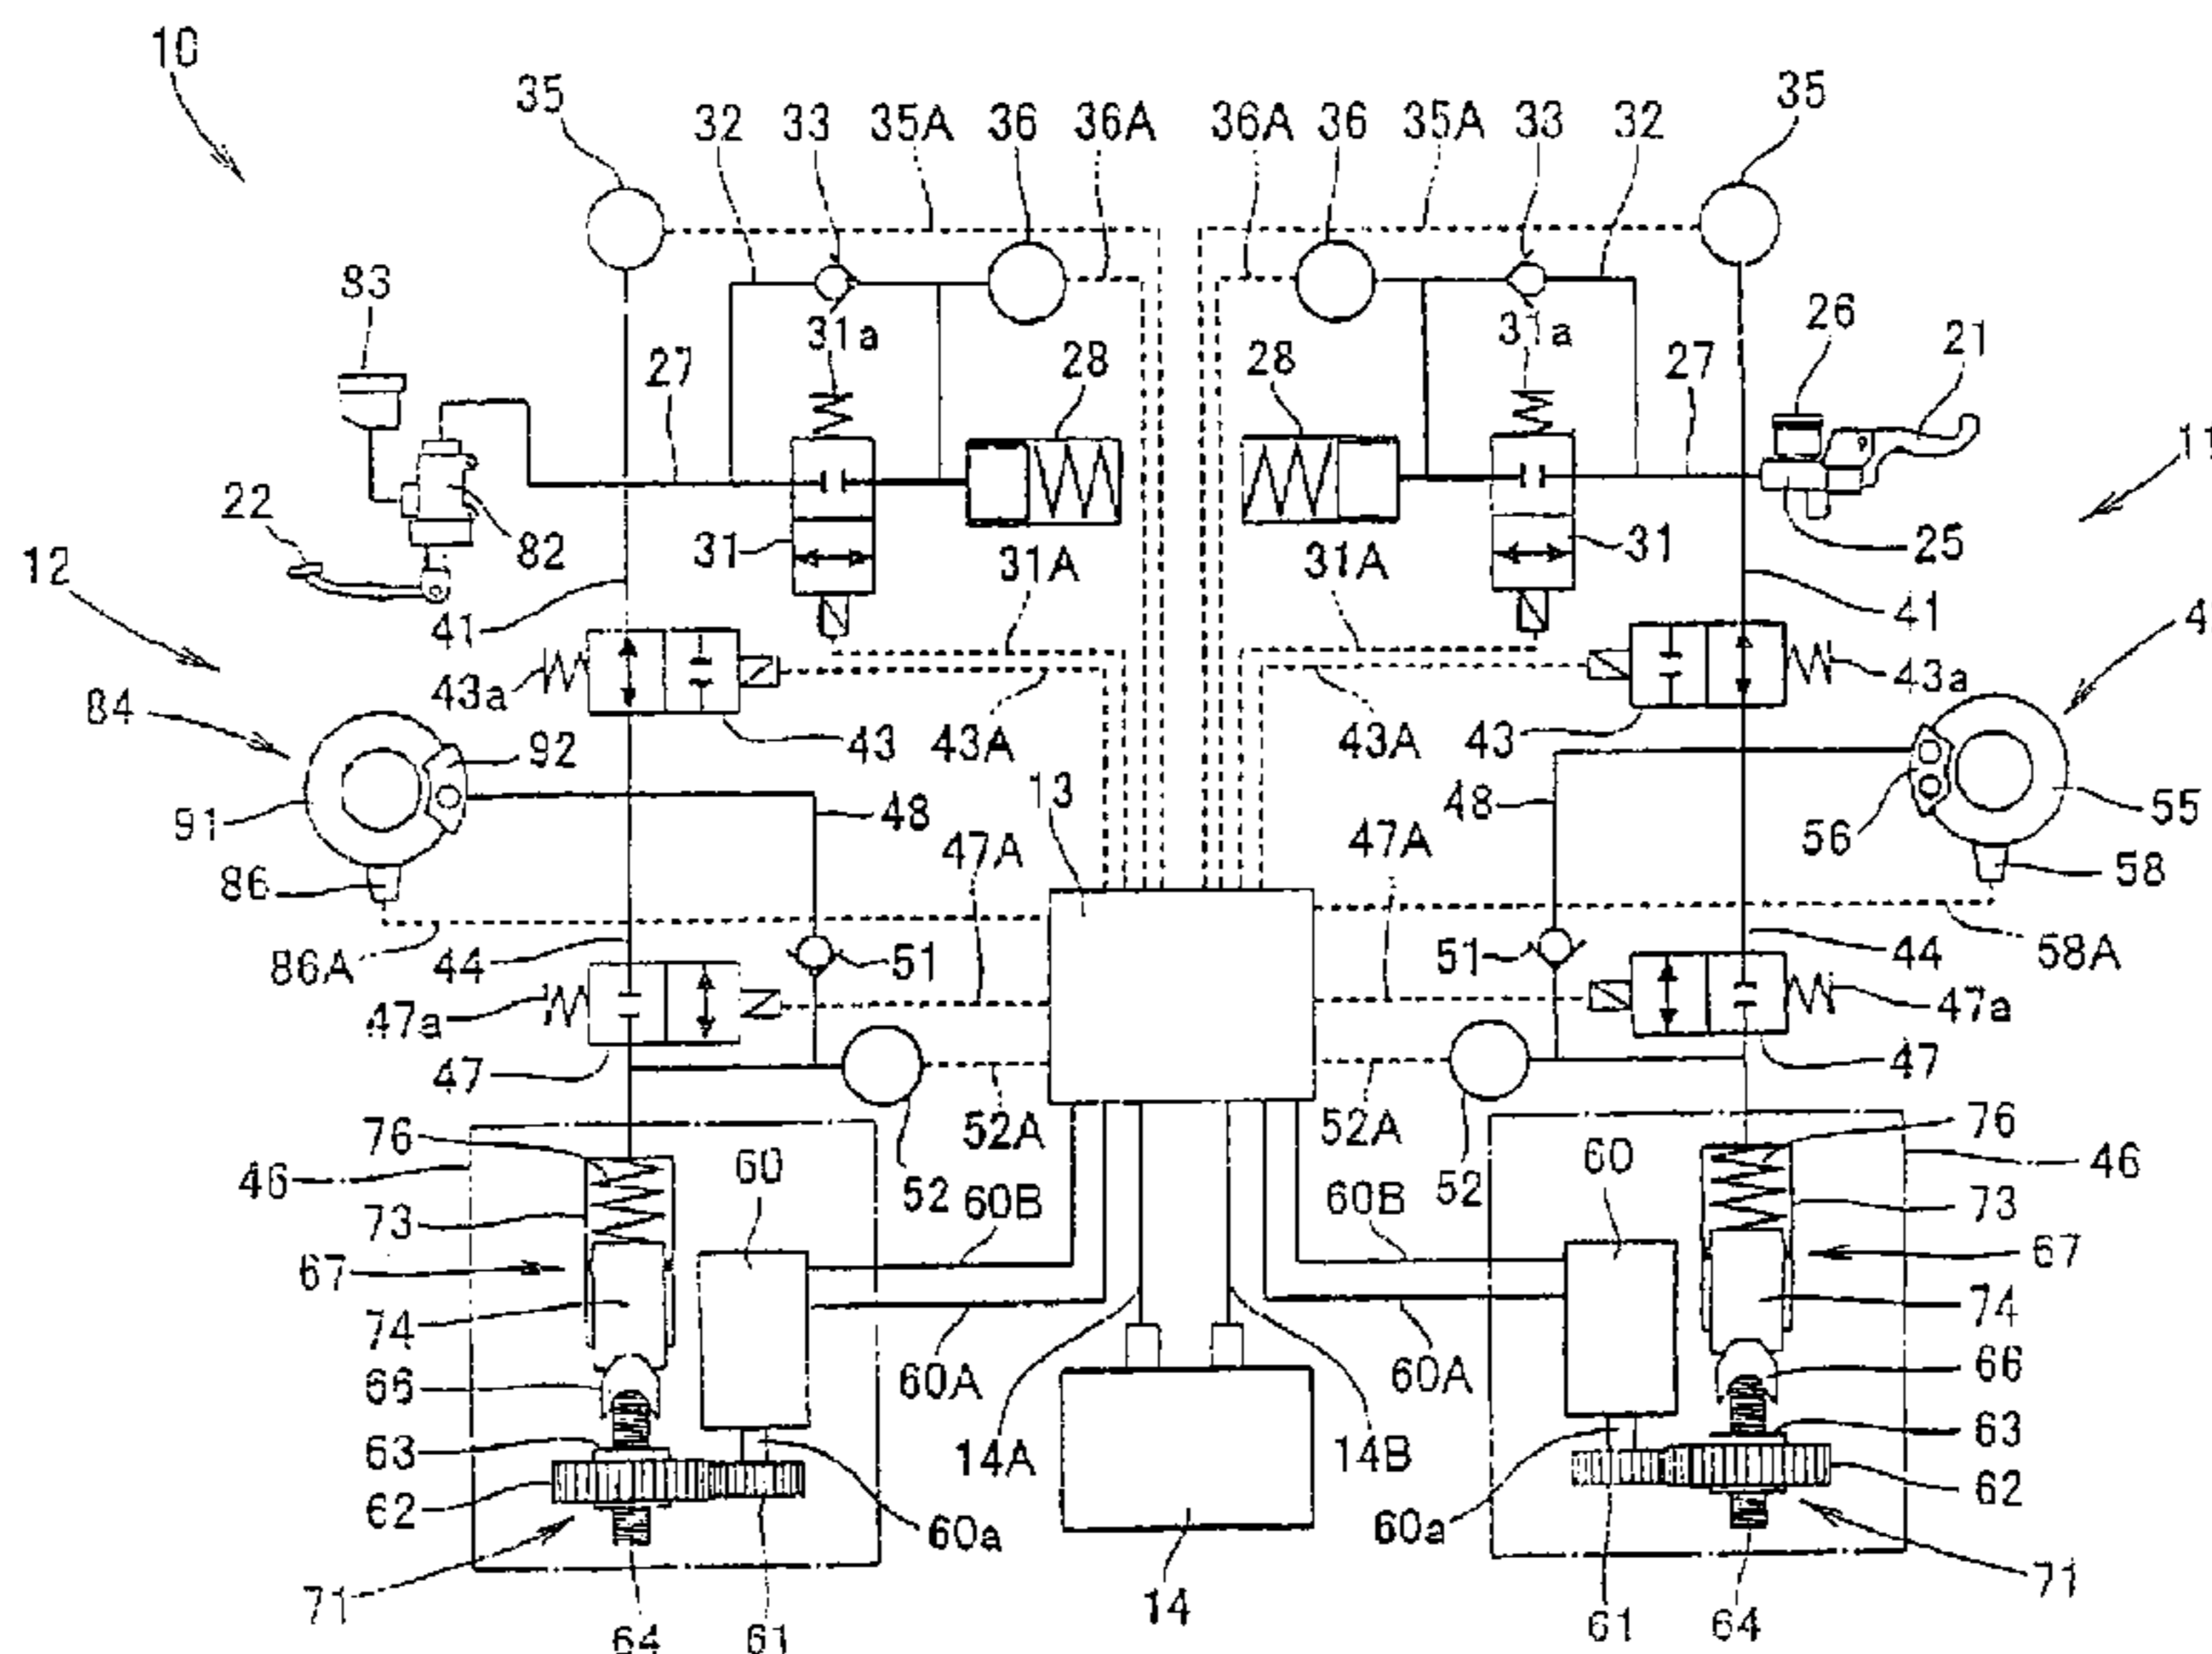 10
35 32 33 35A 36 36A 36A 36 35A 33 32 35
83 31a 31a 26 21
27 28 28 27
11
22 82 31 31A 31A 31 25
12 41 41 4
43a 43 43A 43A 43 43a
84 92
91 48 13 48 56 55
86 47A 47A 58
86A 44 51 51 44 58A
47a 47a
47 52A 52A 47
76 60 60 76
46 52 60B 60B 52 46
73 73
67 67
74 60A 60A 74
66 66
63 14A 14B 63
62 60a 60a 62
71 14 71
64 61 61 64